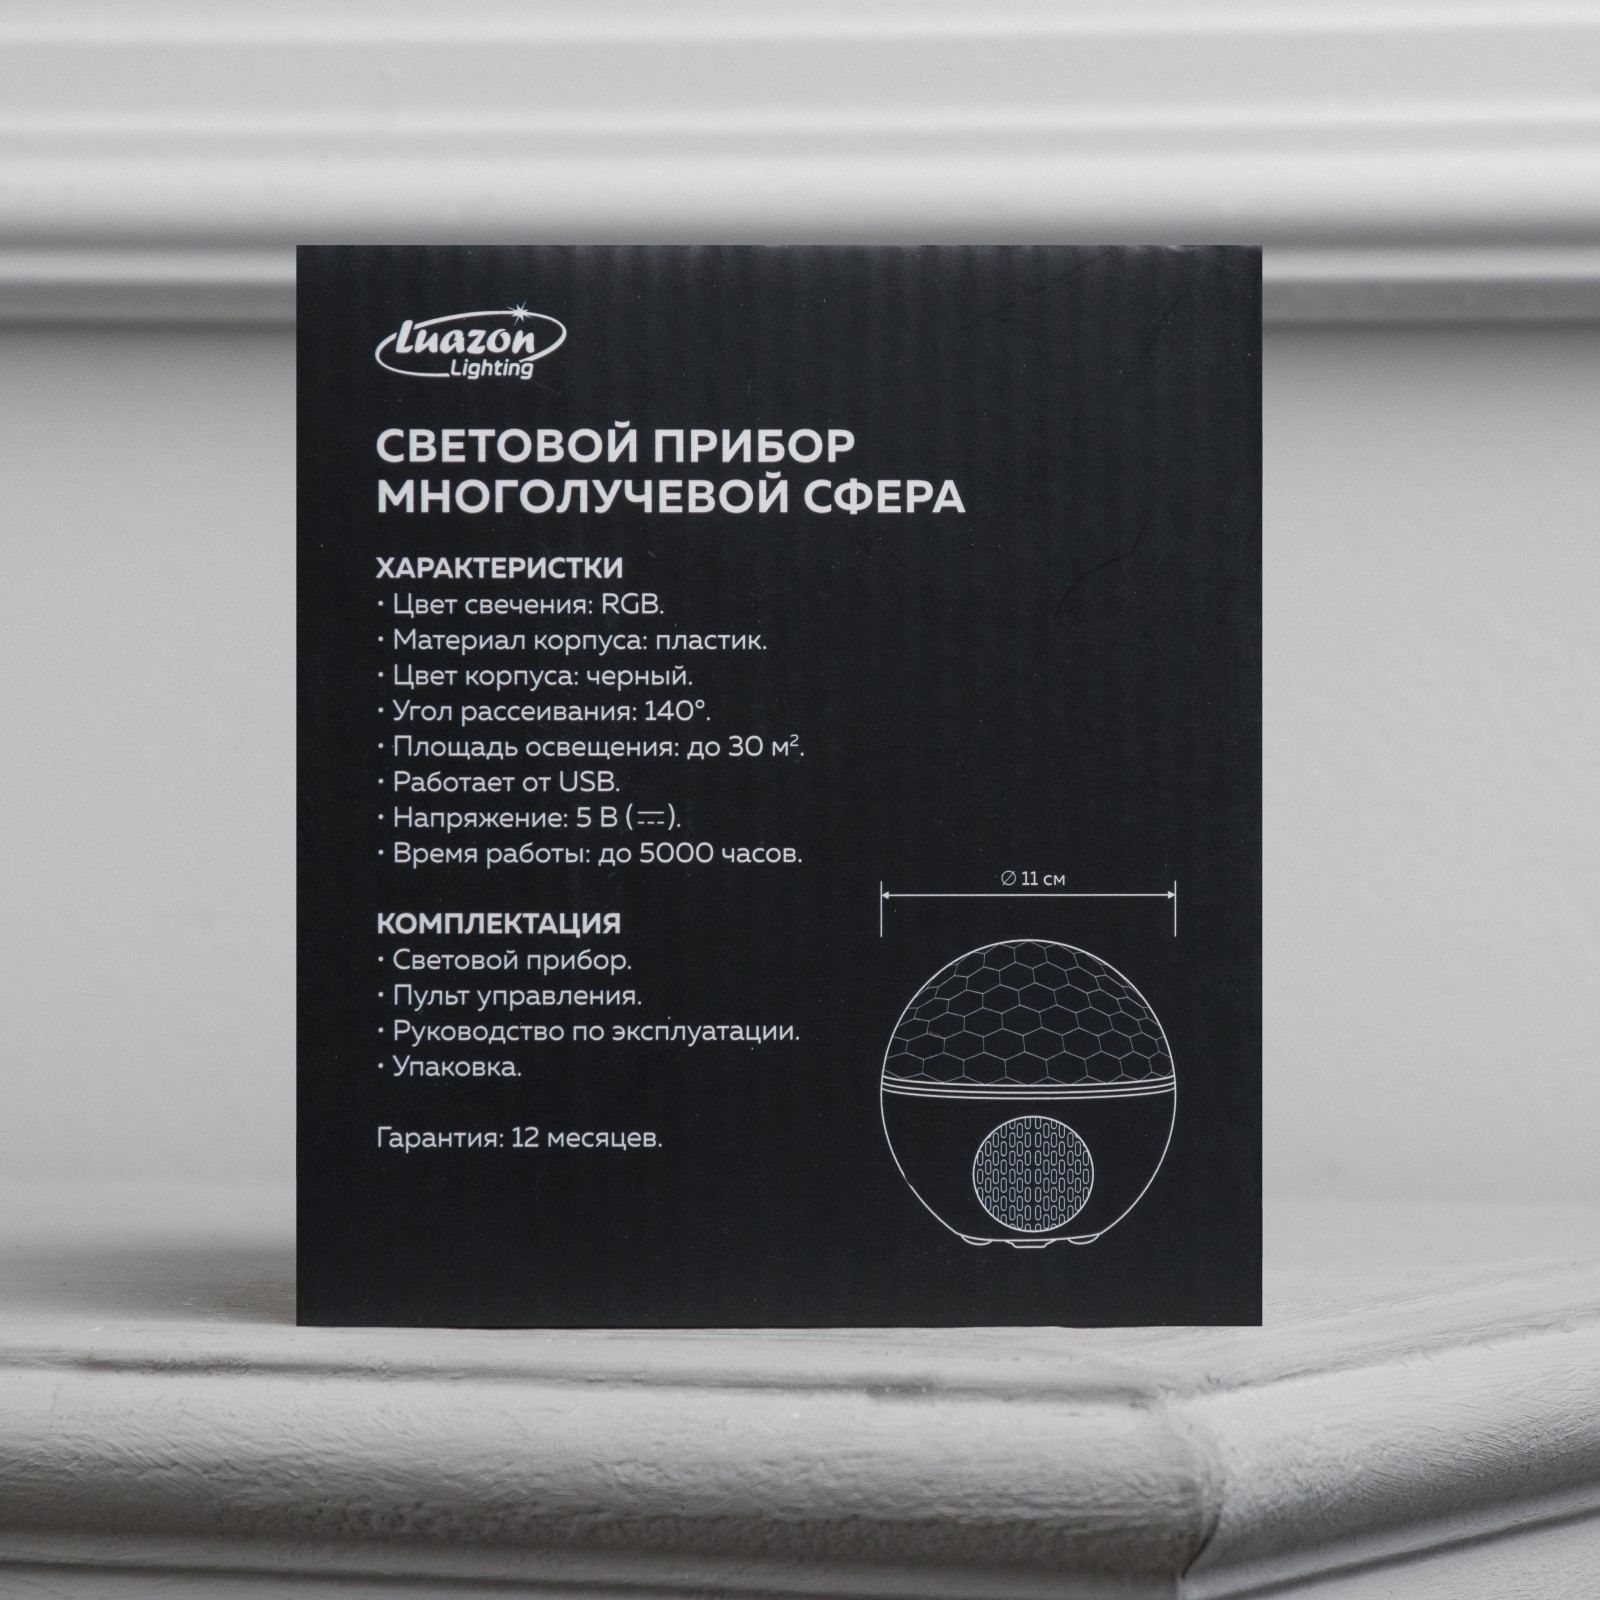 Luazon
Lighting
СВЕТОВОЙ ПРИБОР
МНОГОЛУЧЕВОЙ СФЕРА
ХАРАКТЕРИСТКИ
• Цвет свечения: RGB.
• Материал корпуса: пластик.
• Цвет корпуса: черный.
• Угол рассеивания: 140°.
• Площадь освещения: до 30 м².
• Работает от USB.
• Напряжение: 5 В (⎓).
• Время работы: до 5000 часов.
КОМПЛЕКТАЦИЯ
• Световой прибор.
• Пульт управления.
• Руководство по эксплуатации.
• Упаковка.
Гарантия: 12 месяцев.
∅ 11 см